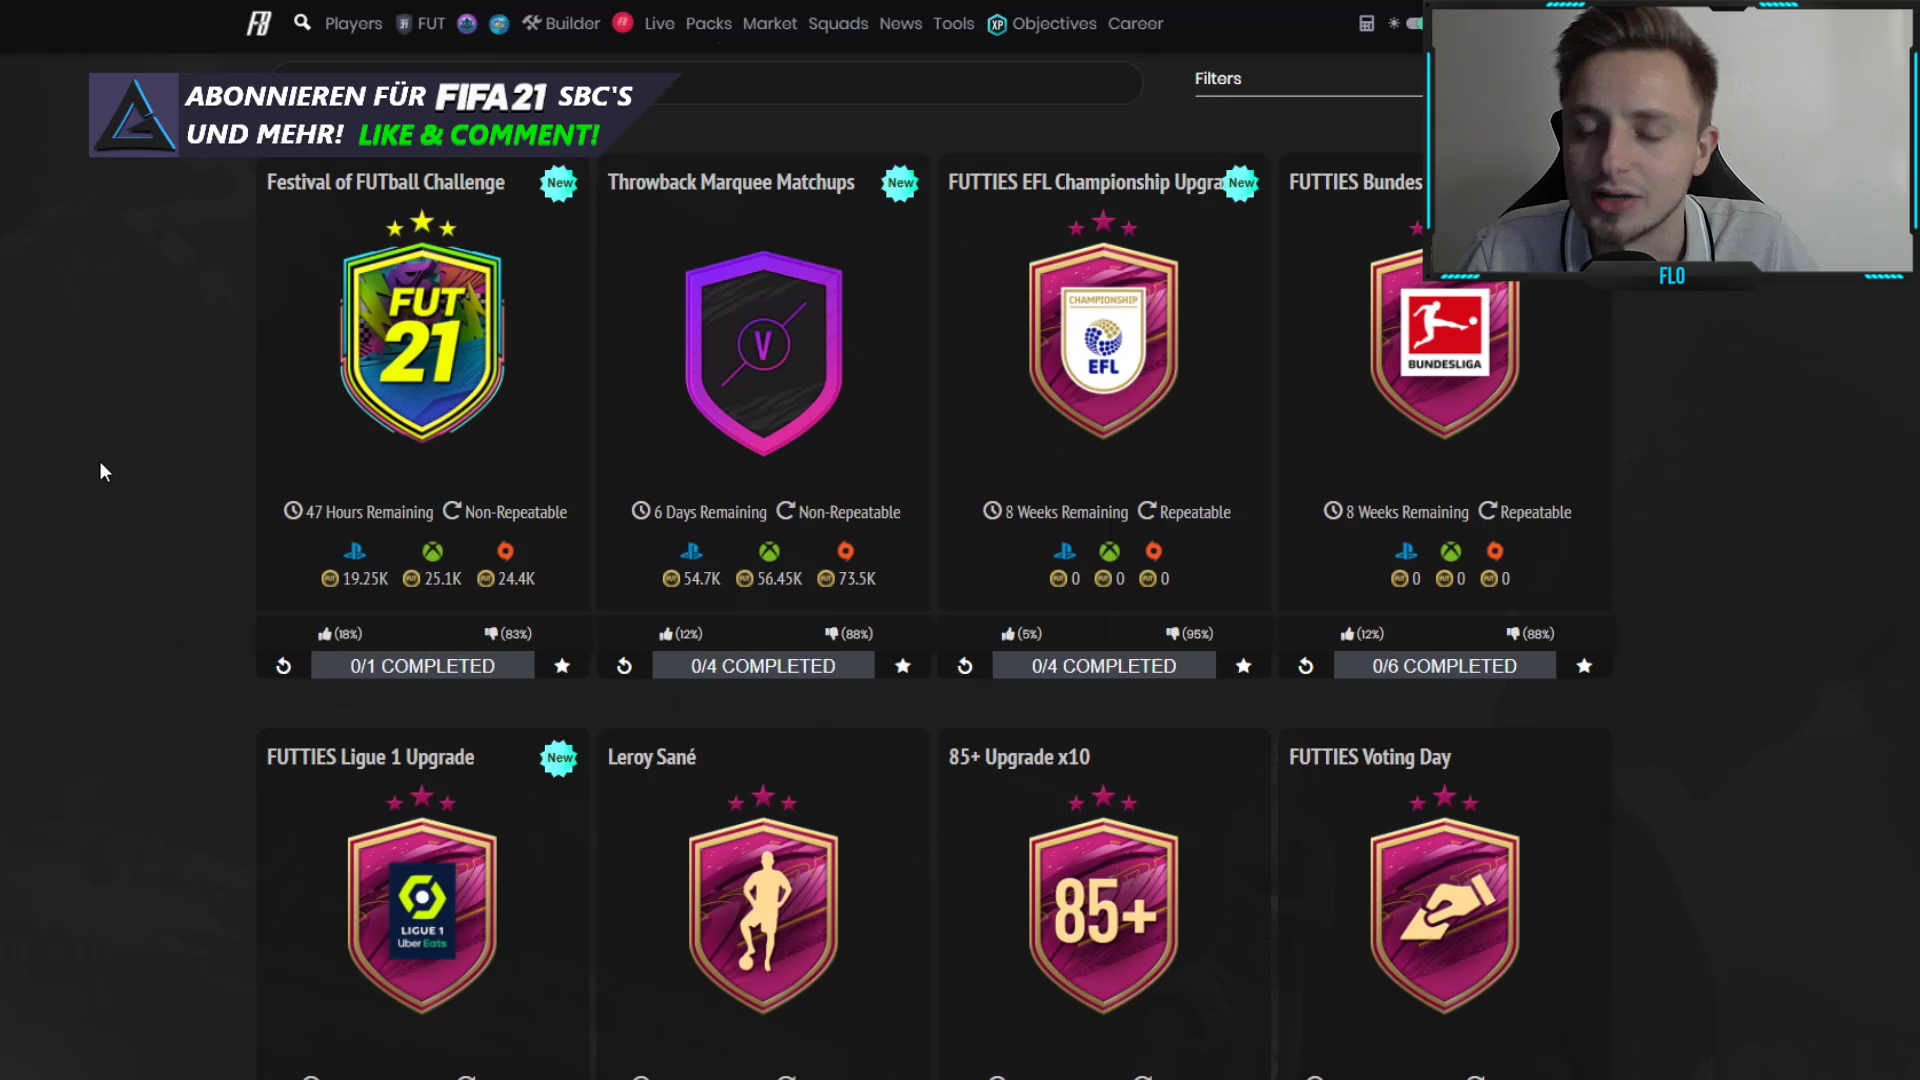 Players FUT Builder Live Packs Market Squads News Tools XP Objectives Career
Filters
ABONNIEREN FÜR FIFA 21 SBC'S
UND MEHR! LIKE & COMMENT!
FLO
Festival of FUTball Challenge New
FUT
21
47 Hours Remaining Non-Repeatable
19.25K 25.1K 24.4K
(18%) (83%)
0/1 COMPLETED
Throwback Marquee Matchups New
V
6 Days Remaining Non-Repeatable
54.7K 56.45K 73.5K
(12%) (88%)
0/4 COMPLETED
FUTTIES EFL Championship Upgra New
CHAMPIONSHIP
EFL
8 Weeks Remaining Repeatable
0 0 0
(5%) (95%)
0/4 COMPLETED
FUTTIES Bundes
BUNDESLIGA
8 Weeks Remaining Repeatable
0 0 0
(12%) (88%)
0/6 COMPLETED
FUTTIES Ligue 1 Upgrade New
LIGUE 1
Uber Eats
Leroy Sané
85+ Upgrade x10
85+
FUTTIES Voting Day